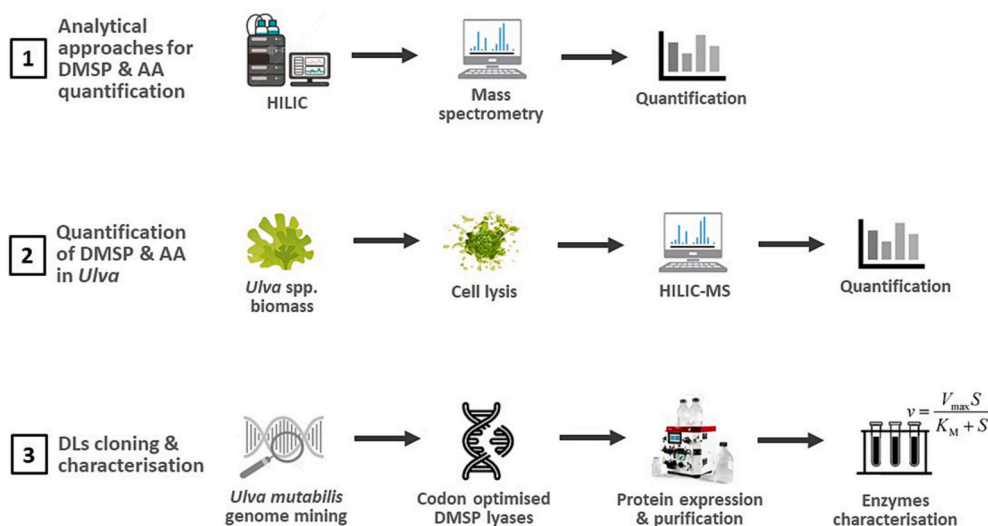 1
Analytical
approaches for
DMSP & AA
quantification
HILIC
Mass
spectrometry
Quantification
2
Quantification
of DMSP & AA
in Ulva
Ulva spp.
biomass
Cell lysis
HILIC-MS
Quantification
3
DLs cloning &
characterisation
Ulva mutabilis
genome mining
Codon optimised
DMSP lyases
Protein expression
& purification
v = V_max S / K_M + S
Enzymes
characterisation